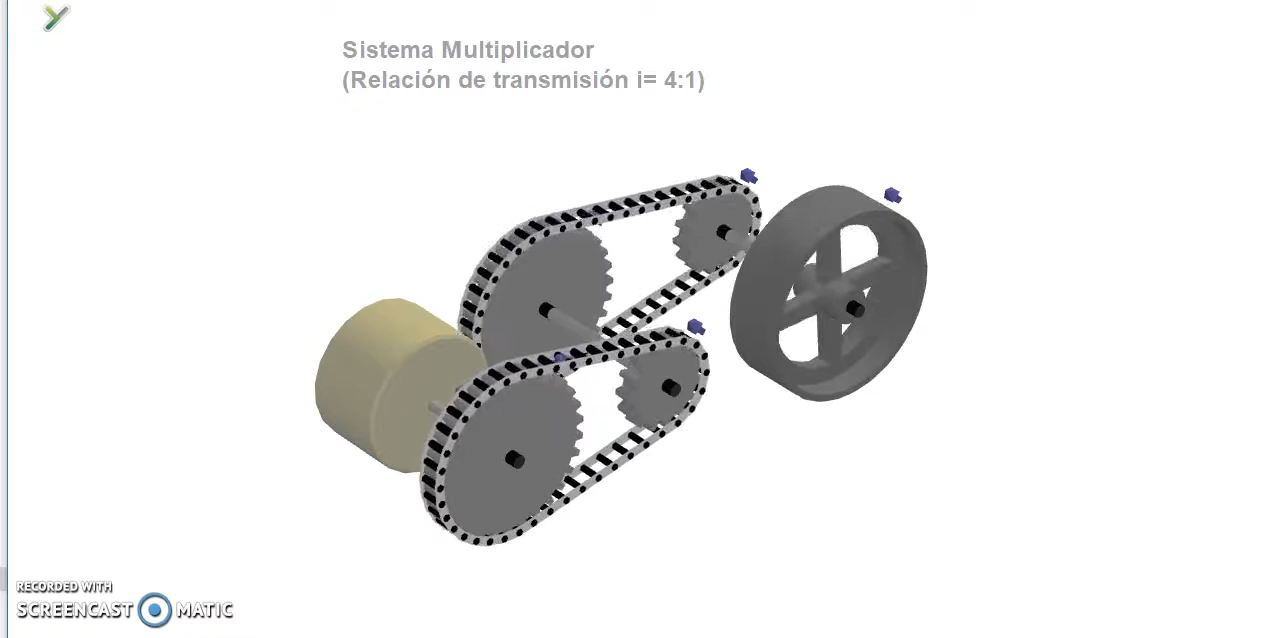 Sistema Multiplicador
(Relación de transmisión i= 4:1)
RECORDED WITH
SCREENCAST MATIC